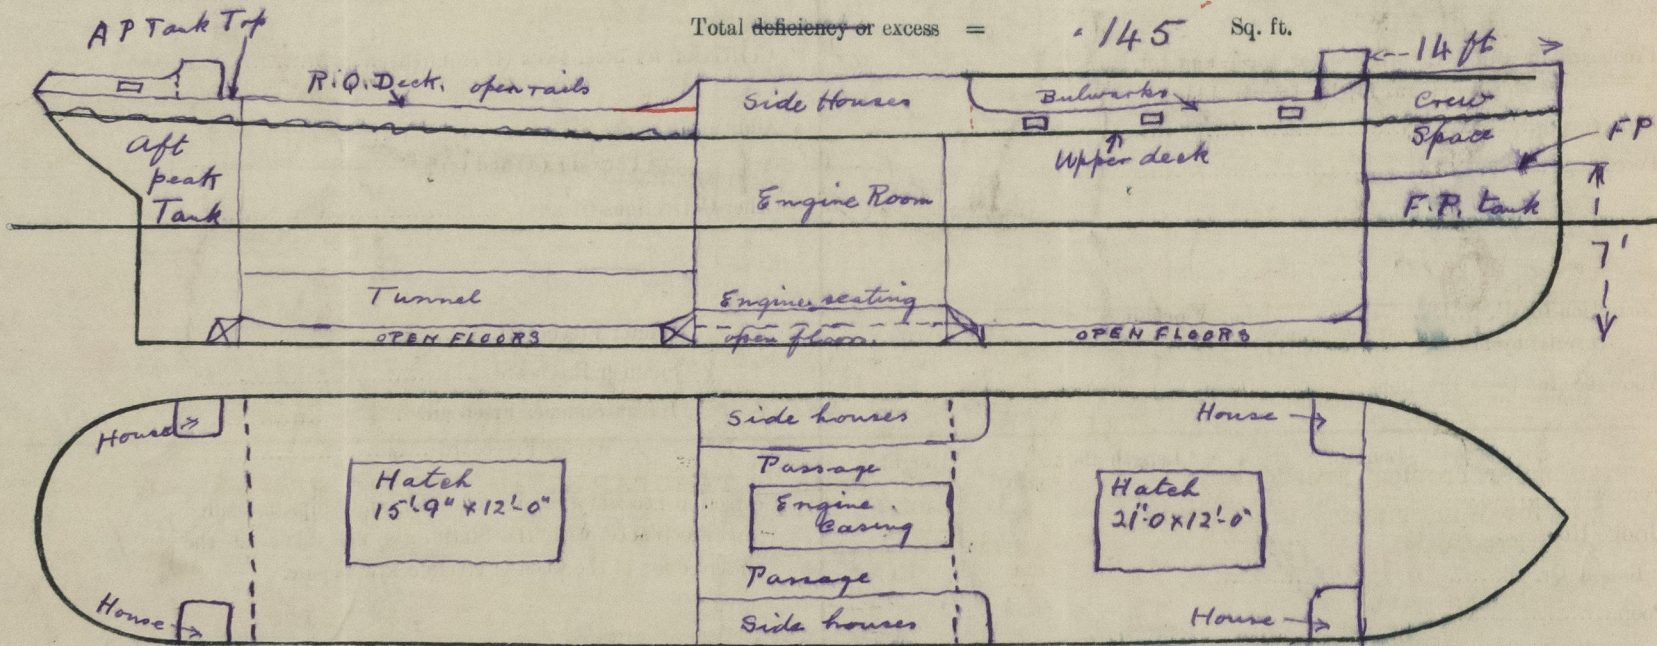 Total deficiency or excess = .145 Sq. ft.
A P Tank Top
R.Q. Deck. open rails
Side Houses
Bulwarks
14 ft
Crew
Space
FP
Upper deck
Aft
peak
Tank
Engine Room
F.P. tank
7'
Tunnel
Engine seating
OPEN FLOORS
open floors.
OPEN FLOORS
House
Side houses
House
Hatch
15'-9" x 12'-0"
Passage
Engine
Casing
Hatch
21'-0 x 12'-0"
Passage
House
Side houses
House